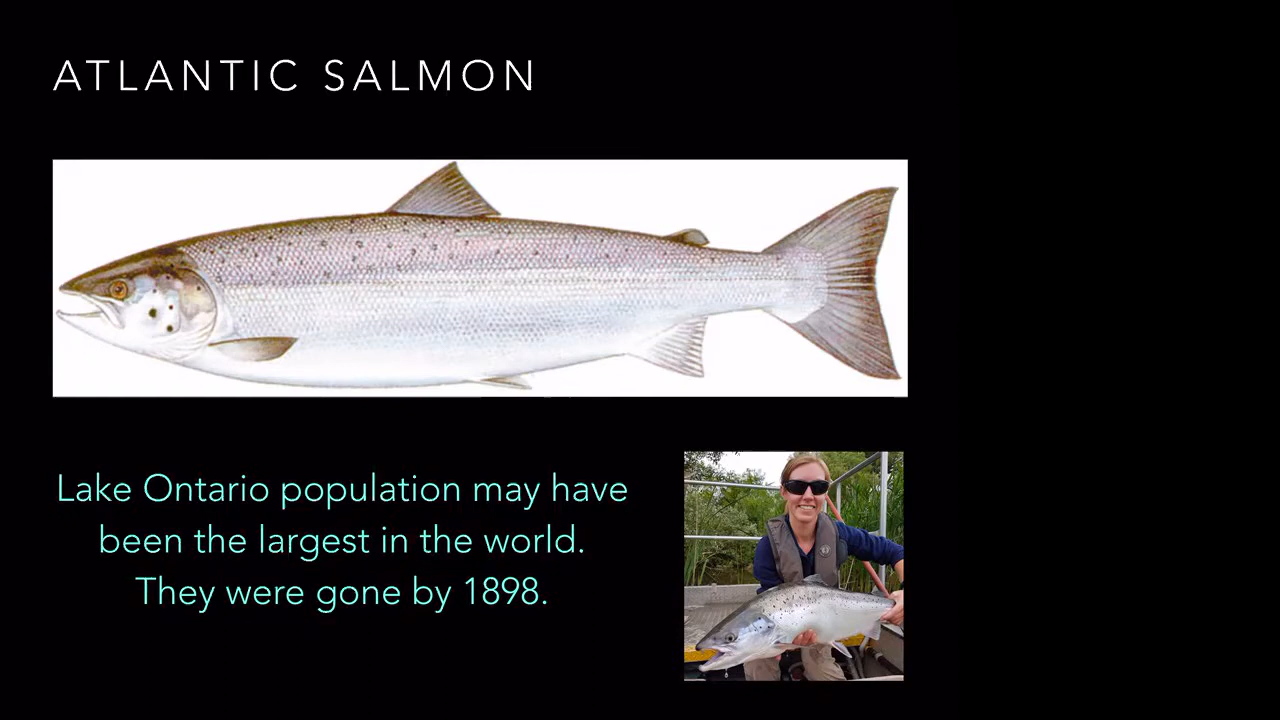 ATLANTIC SALMON
Lake Ontario population may have
been the largest in the world.
They were gone by 1898.